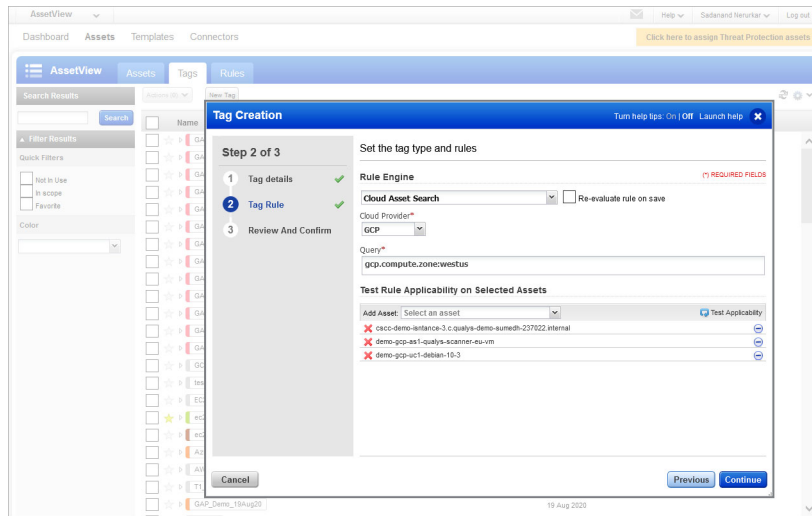 AssetView
Help Sadanand Nerurkar Log out
Dashboard Assets Templates Connectors
Click here to assign Threat Protection assets
AssetView Assets Tags Rules
Search Results
Actions (0) New Tag
Search
Name
Filter Results
Quick Filters
Not In Use
In scope
Favorite
Color
Tag Creation
Turn help tips: On | Off Launch help
Step 2 of 3
1 Tag details
2 Tag Rule
3 Review And Confirm
Set the tag type and rules
Rule Engine
(*) REQUIRED FIELDS
Cloud Asset Search
Re-evaluate rule on save
Cloud Provider*
GCP
Query*
gcp.compute.zone:westus
Test Rule Applicability on Selected Assets
Add Asset: Select an asset
Test Applicability
cscc-demo-isntance-3.c.qualys-demo-sumedh-237022.internal
demo-gcp-as1-qualys-scanner-eu-vm
demo-gcp-uc1-debian-10-3
Cancel
Previous Continue
GAP_Demo_19Aug20
19 Aug 2020